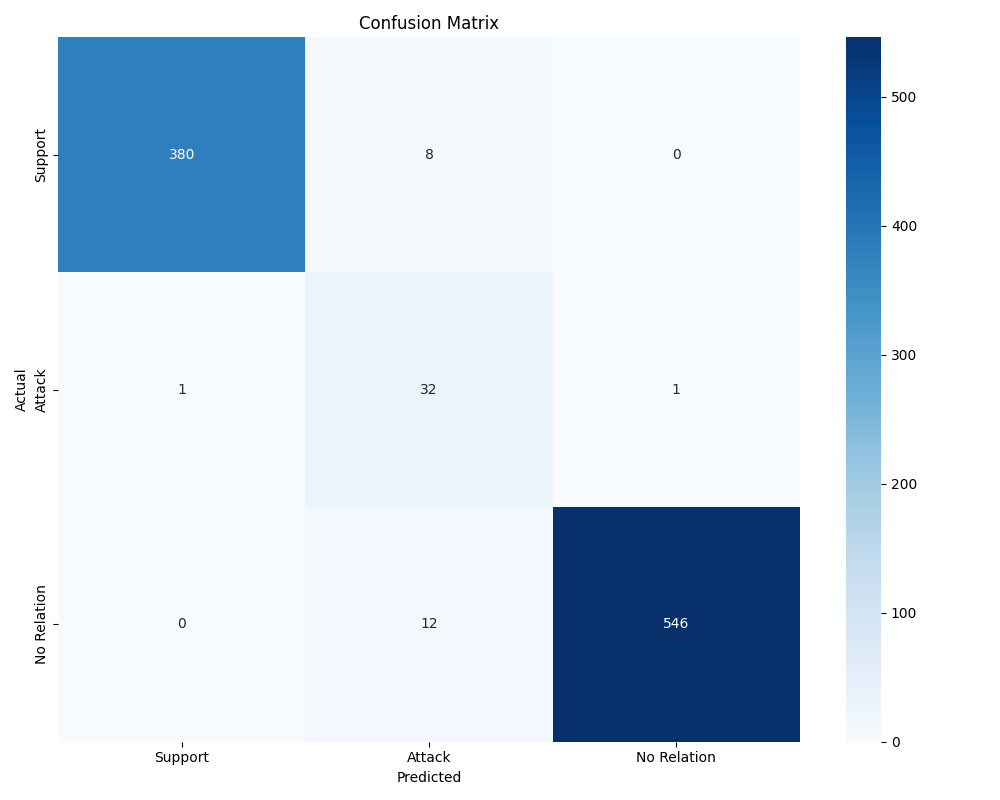 Confusion Matrix
Support
380
8
0
Actual
Attack
1
32
1
No Relation
0
12
546
Support
Attack
No Relation
Predicted
500
400
300
200
100
0